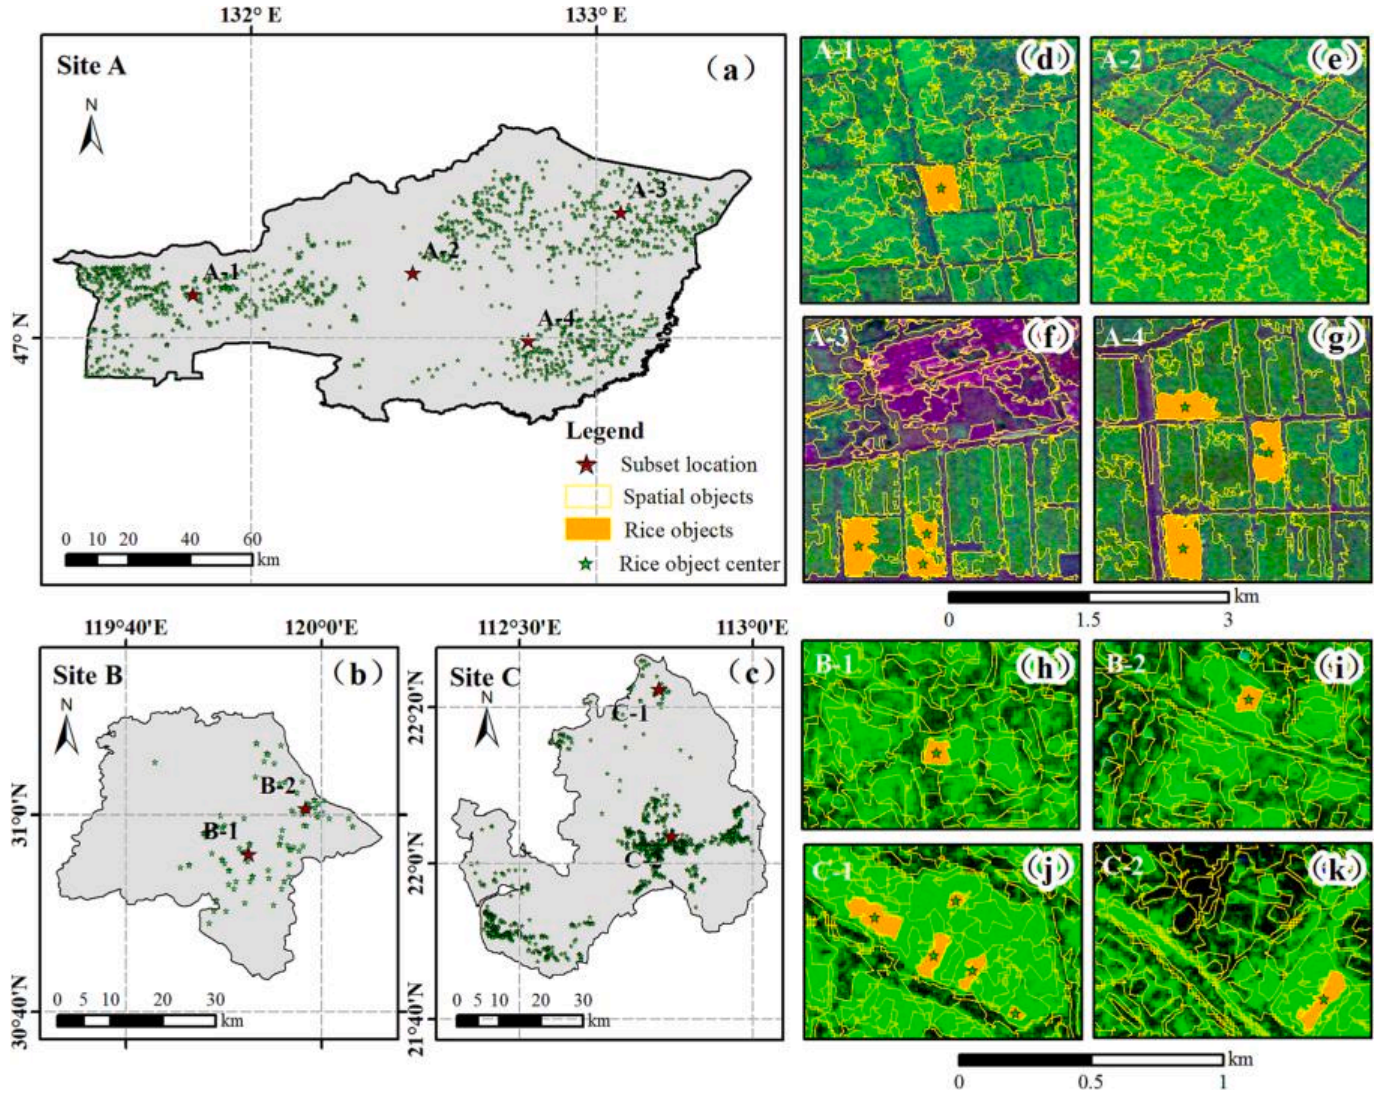 132° E 133° E
Site A
（a）
N
A-3
A-2
A-1
A-4
47° N
Legend
Subset location
Spatial objects
Rice objects
Rice object center
0 10 20 40 60
km
A-1 （d）
A-2 （e）
A-3 （f）
A-4 （g）
km
0 1.5 3
119°40'E 120°0'E
Site B （b）
N
B-2
B-1
31°0'N
30°40'N
0 5 10 20 30
km
112°30'E 113°0'E
Site C （c）
N
C-1
22°20'N
22°0'N
21°40'N
0 5 10 20 30
km
B-1 （h）
B-2 （i）
C-1 （j）
C-2 （k）
km
0 0.5 1